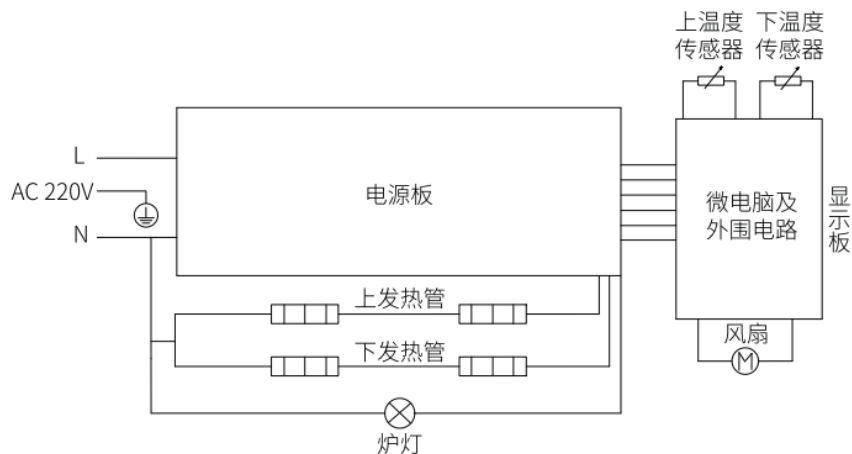 上温度
传感器
下温度
传感器
L
AC 220V
N
电源板
微电脑及
外围电路
显示板
上发热管
下发热管
风扇
M
炉灯